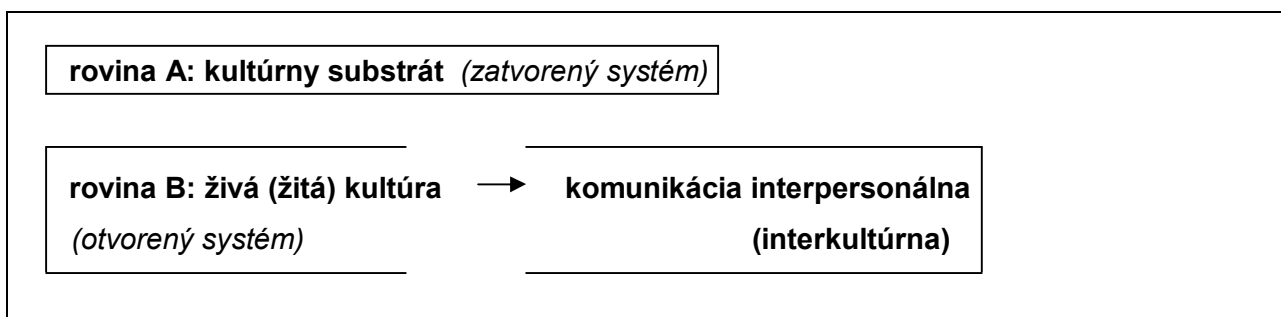 rovina A: kultúrny substrát (zatvorený systém)
rovina B: živá (žitá) kultúra komunikácia interpersonálna
(otvorený systém) (interkultúrna)